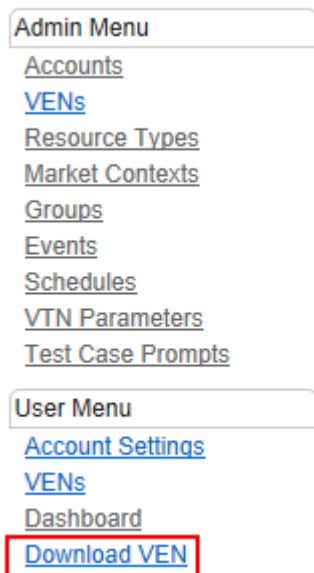 Admin Menu
Accounts
VENs
Resource Types
Market Contexts
Groups
Events
Schedules
VTN Parameters
Test Case Prompts
User Menu
Account Settings
VENs
Dashboard
Download VEN